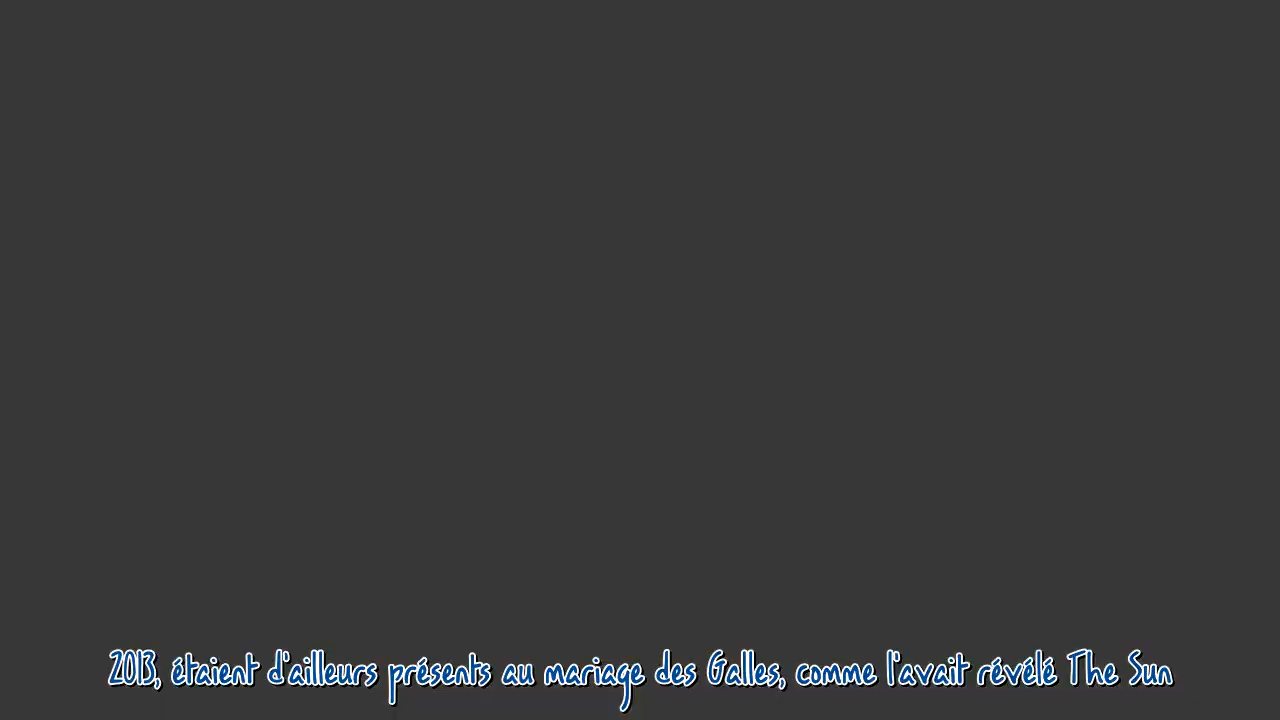 2013, étaient d'ailleurs présents au mariage des Galles, comme l'avait révélé The Sun